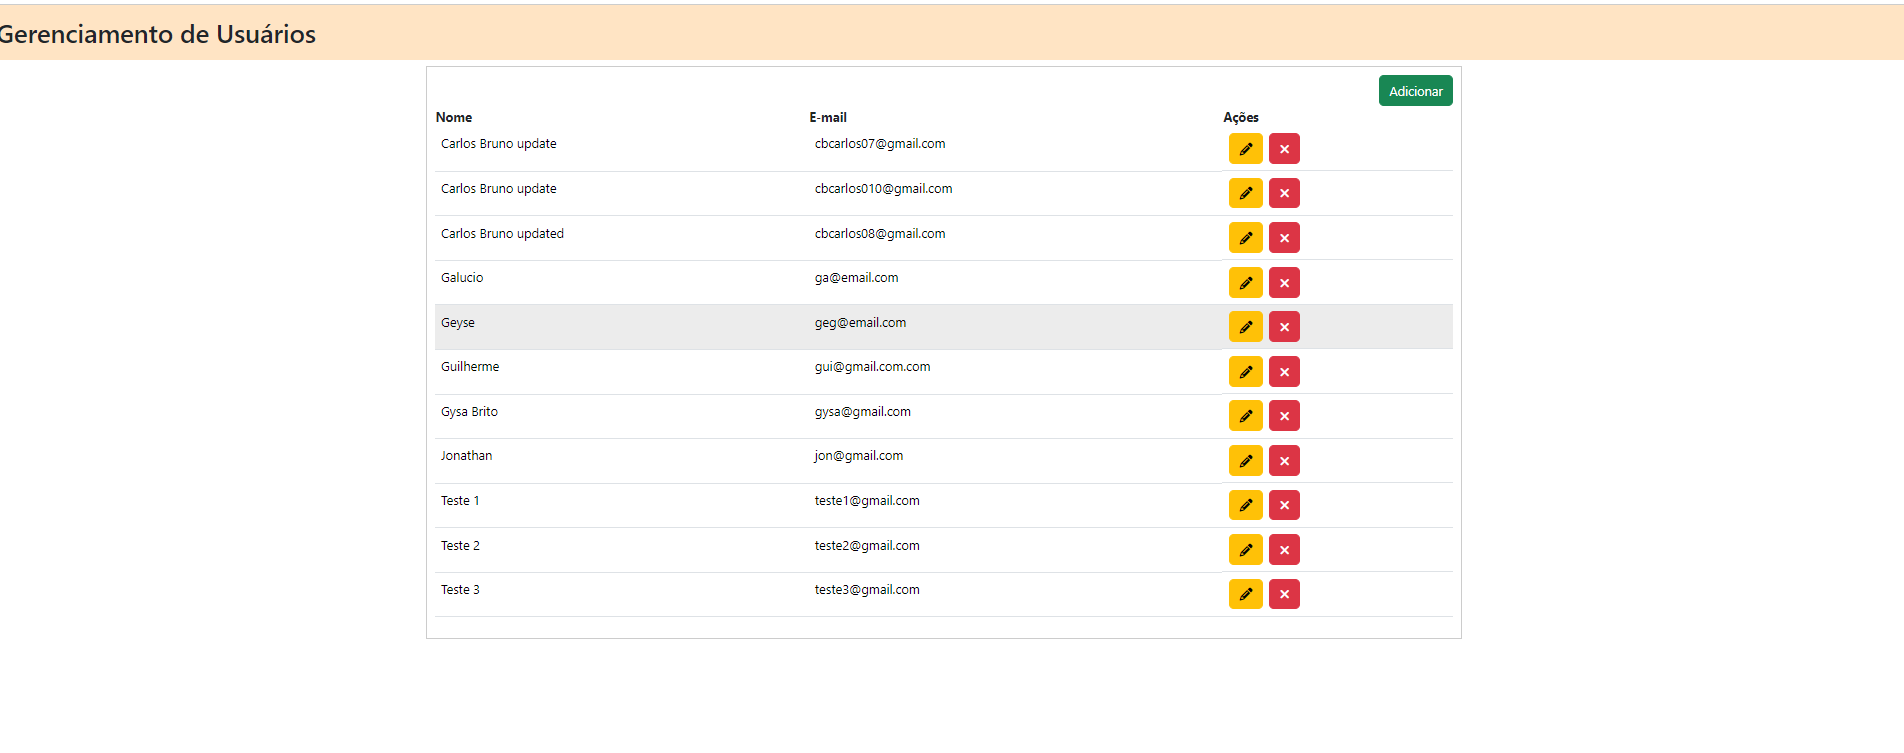 Gerenciamento de Usuários
Adicionar
Nome E-mail Ações
Carlos Bruno update cbcarlos07@gmail.com
Carlos Bruno update cbcarlos010@gmail.com
Carlos Bruno updated cbcarlos08@gmail.com
Galucio ga@email.com
Geyse geg@email.com
Guilherme gui@gmail.com.com
Gysa Brito gysa@gmail.com
Jonathan jon@gmail.com
Teste 1 teste1@gmail.com
Teste 2 teste2@gmail.com
Teste 3 teste3@gmail.com